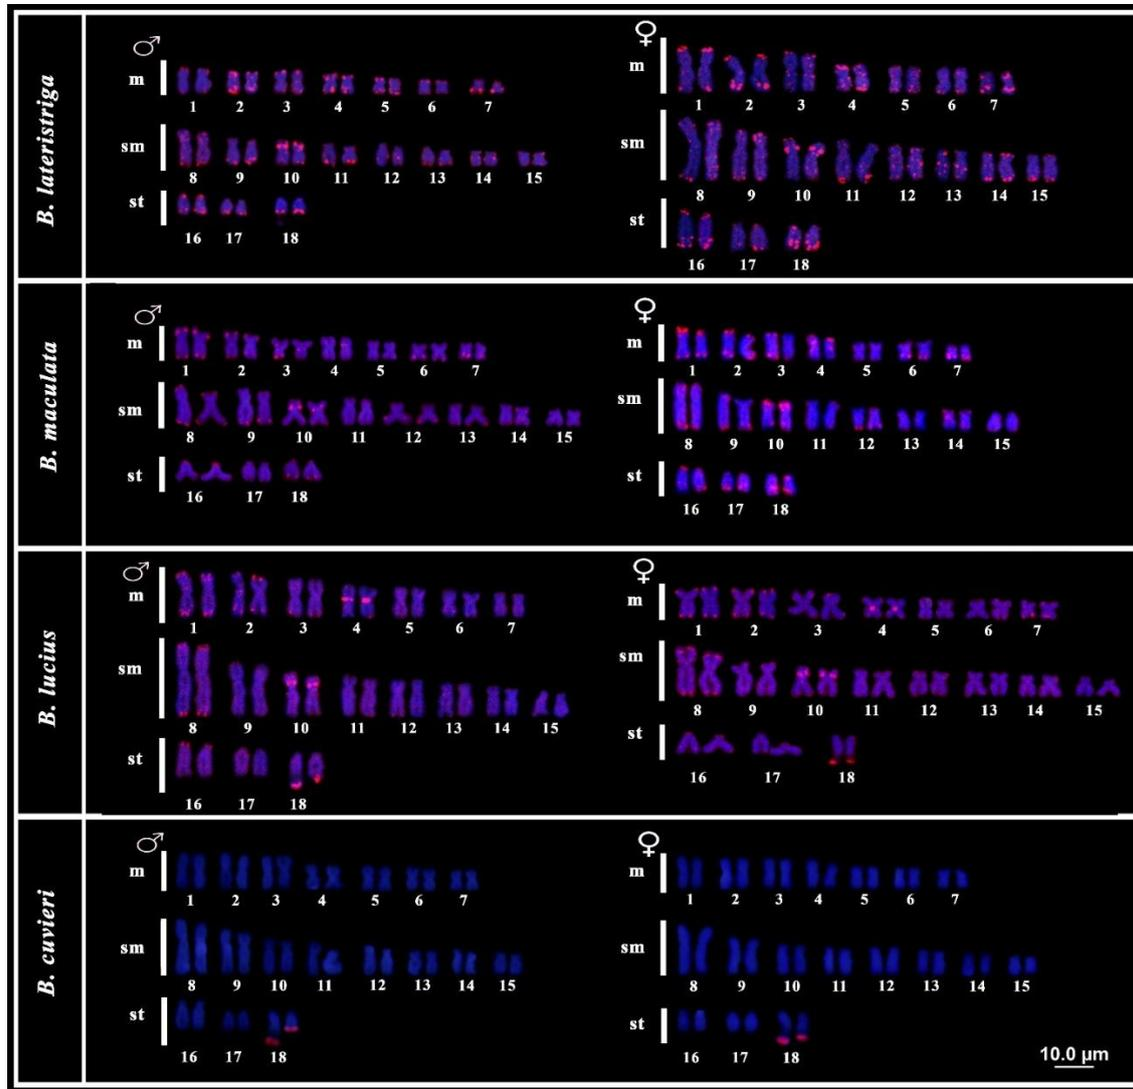 B. lateristriga
♂
♀
m
1 2 3 4 5 6 7
m
1 2 3 4 5 6 7
sm
8 9 10 11 12 13 14 15
sm
8 9 10 11 12 13 14 15
st
16 17 18
st
16 17 18
B. maculata
♂
♀
m
1 2 3 4 5 6 7
m
1 2 3 4 5 6 7
sm
8 9 10 11 12 13 14 15
sm
8 9 10 11 12 13 14 15
st
16 17 18
st
16 17 18
B. lucius
♂
♀
m
1 2 3 4 5 6 7
m
1 2 3 4 5 6 7
sm
8 9 10 11 12 13 14 15
sm
8 9 10 11 12 13 14 15
st
16 17 18
st
16 17 18
B. cuvieri
♂
♀
m
1 2 3 4 5 6 7
m
1 2 3 4 5 6 7
sm
8 9 10 11 12 13 14 15
sm
8 9 10 11 12 13 14 15
st
16 17 18
st
16 17 18
10.0 µm